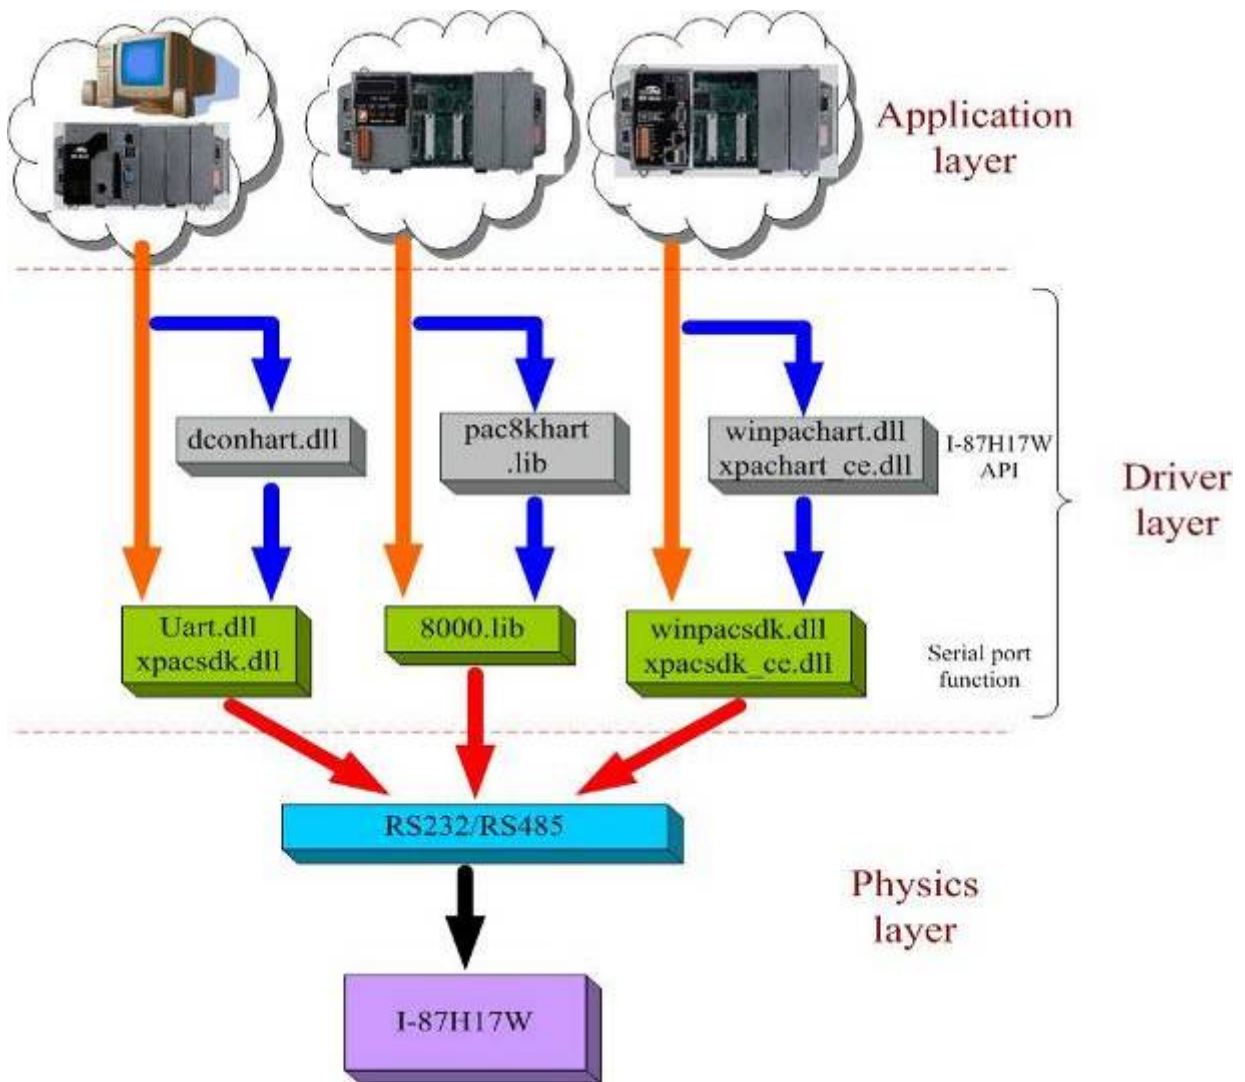 Application
layer
dconhart.dll
pac8khart
.lib
winpachart.dll
xpachart_ce.dll
I-87H17W
API
Driver
layer
Uart.dll
xpacsdk.dll
8000.lib
winpacsdk.dll
xpacsdk_ce.dll
Serial port
function
RS232/RS485
Physics
layer
I-87H17W